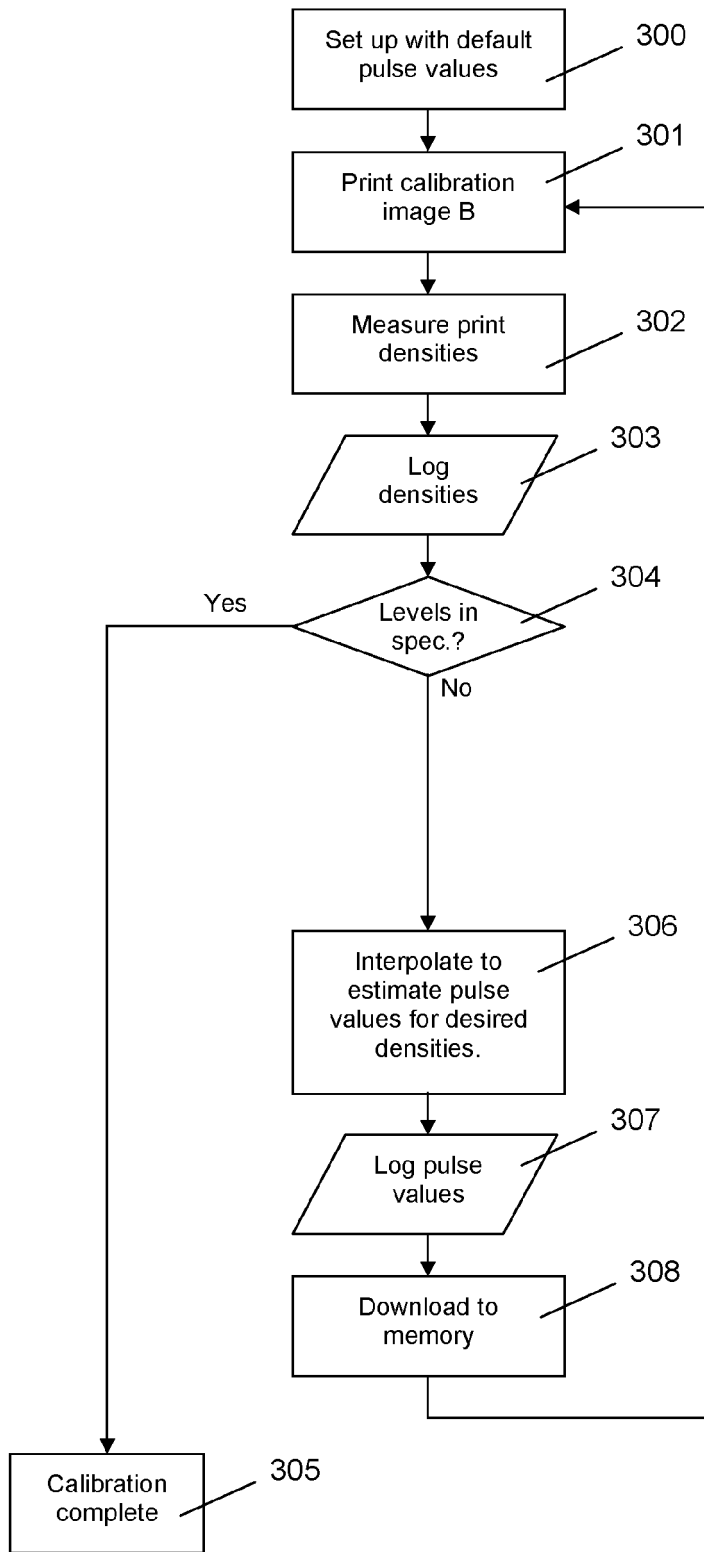 Set up with default
pulse values
300
Print calibration
image B
301
Measure print
densities
302
Log
densities
303
Levels in
spec.?
304
Yes
No
Interpolate to
estimate pulse
values for desired
densities.
306
Log pulse
values
307
Download to
memory
308
Calibration
complete
305